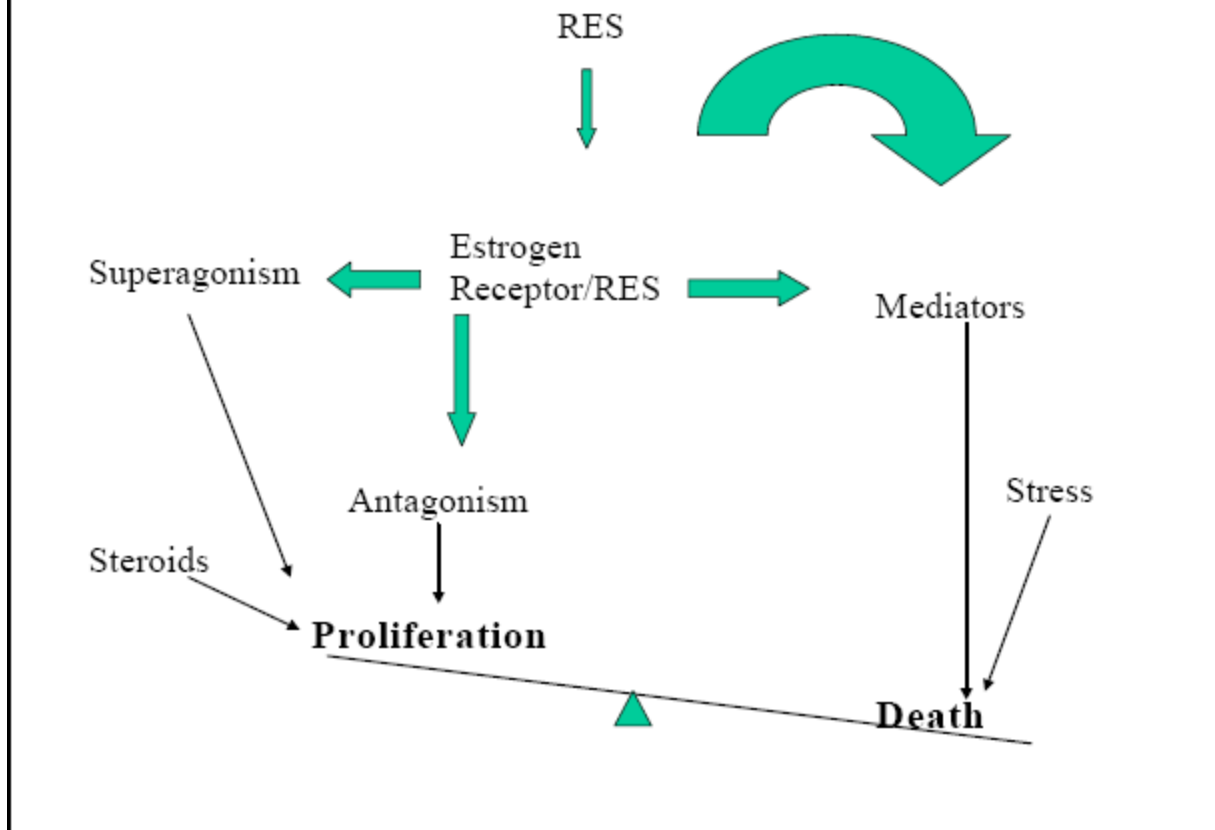 RES
Estrogen
Receptor/RES
Superagonism
Mediators
Antagonism
Stress
Steroids
Proliferation
Death